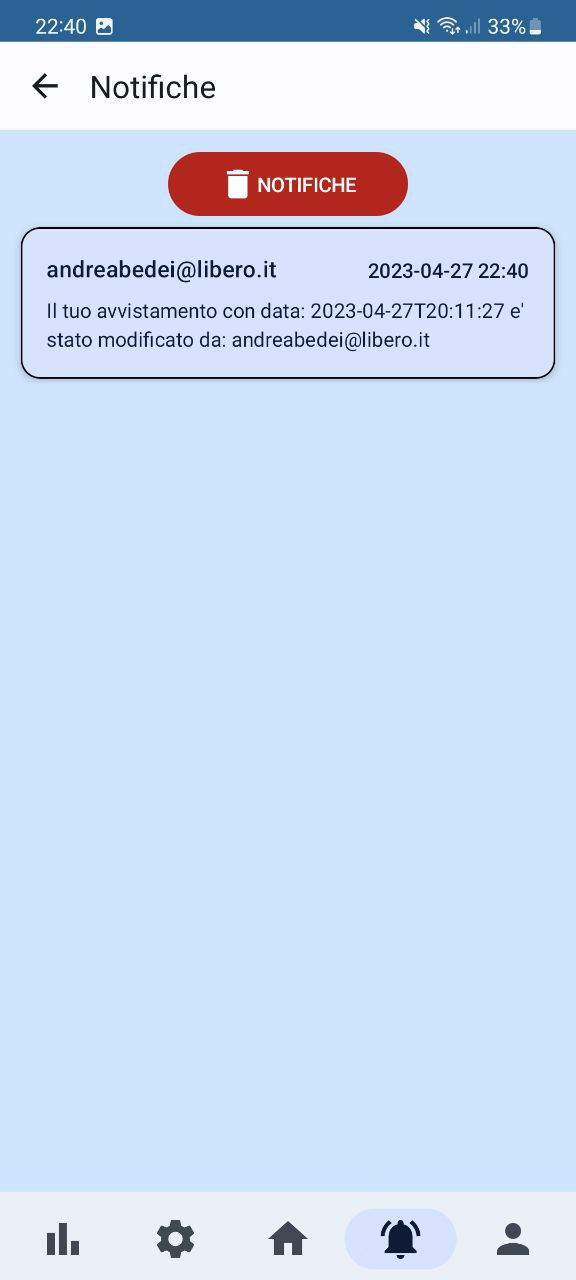 22:40 33%
Notifiche
NOTIFICHE
andreabedei@libero.it 2023-04-27 22:40
Il tuo avvistamento con data: 2023-04-27T20:11:27 e'
stato modificato da: andreabedei@libero.it